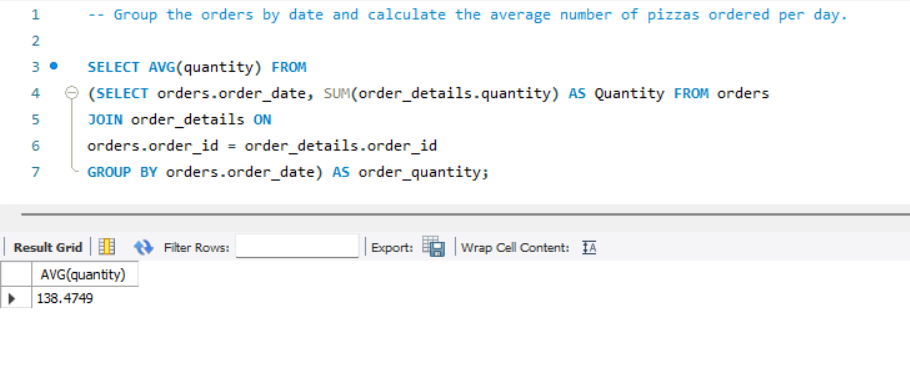 1 -- Group the orders by date and calculate the average number of pizzas ordered per day.
2
3 SELECT AVG(quantity) FROM
4 (SELECT orders.order_date, SUM(order_details.quantity) AS Quantity FROM orders
5 JOIN order_details ON
6 orders.order_id = order_details.order_id
7 GROUP BY orders.order_date) AS order_quantity;
Result Grid Filter Rows: Export: Wrap Cell Content:
AVG(quantity)
138.4749